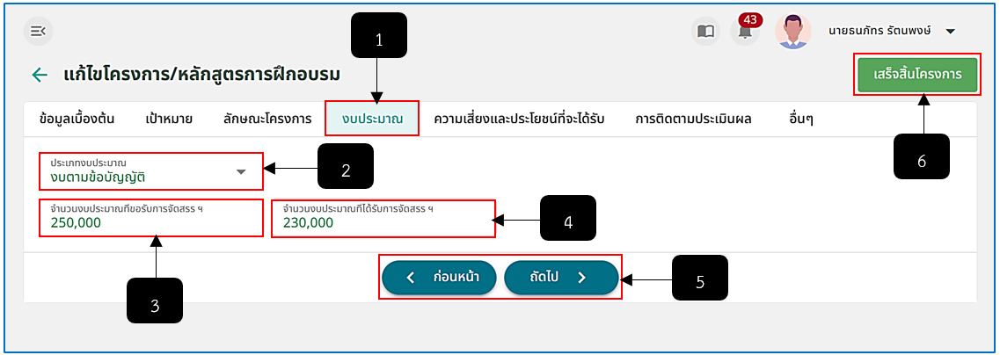 1
43
นายธนภัทร รัตนพงษ์
แก้ไขโครงการ/หลักสูตรการฝึกอบรม
เสร็จสิ้นโครงการ
ข้อมูลเบื้องต้น เป้าหมาย ลักษณะโครงการ งบประมาณ ความเสี่ยงและประโยชน์ที่จะได้รับ การติดตามประเมินผล อื่นๆ
6
ประเภทงบประมาณ
งบตามข้อบัญญัติ
2
จำนวนงบประมาณที่ขอรับการจัดสรร ฯ
250,000
จำนวนงบประมาณที่ได้รับการจัดสรร ฯ
230,000
4
ก่อนหน้า ถัดไป
5
3